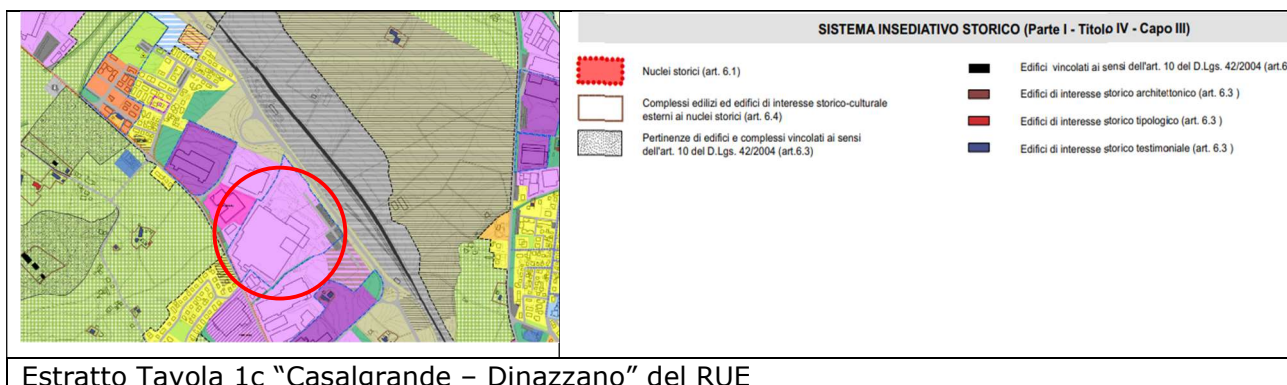 SISTEMA INSEDIATIVO STORICO (Parte I - Titolo IV - Capo III)
Nuclei storici (art. 6.1)
Complessi edilizi ed edifici di interesse storico-culturale
esterni ai nuclei storici (art. 6.4)
Pertinenze di edifici e complessi vincolati ai sensi
dell'art. 10 del D.Lgs. 42/2004 (art.6.3)
Edifici vincolati ai sensi dell'art. 10 del D.Lgs. 42/2004 (art.6
Edifici di interesse storico architettonico (art. 6.3 )
Edifici di interesse storico tipologico (art. 6.3 )
Edifici di interesse storico testimoniale (art. 6.3 )
Estratto Tavola 1c "Casalgrande – Dinazzano" del RUE